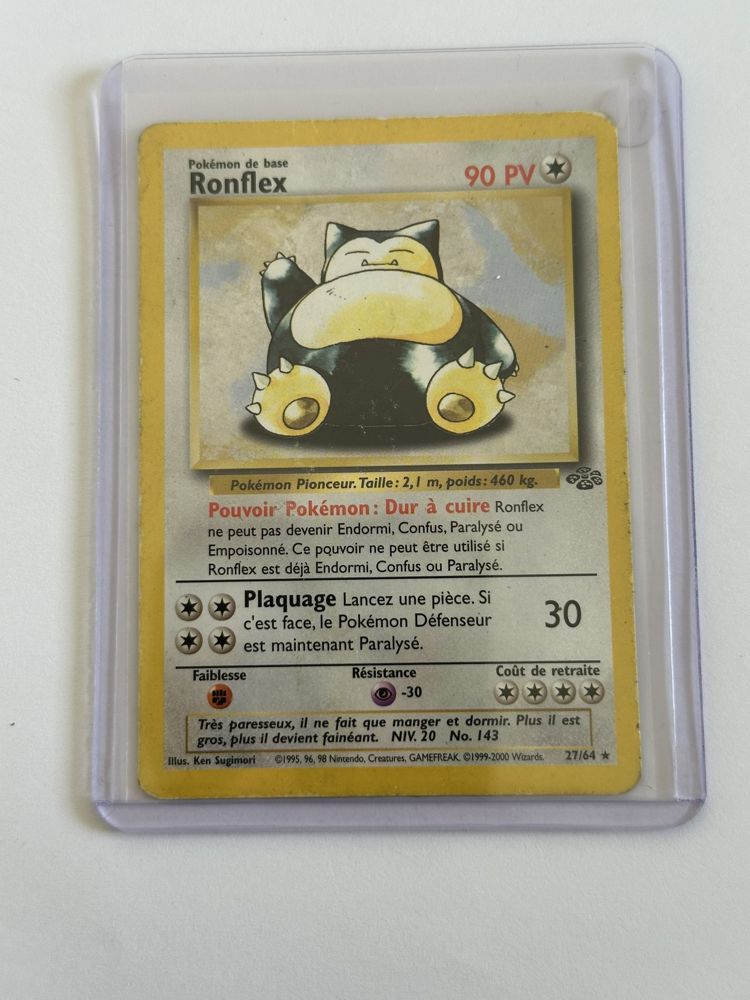 Pokémon de base
Ronflex
90 PV
Pokémon Pionceur. Taille: 2,1 m, poids: 460 kg.
Pouvoir Pokémon: Dur à cuire Ronflex
ne peut pas devenir Endormi, Confus, Paralysé ou
Empoisonné. Ce pouvoir ne peut être utilisé si
Ronflex est déjà Endormi, Confus ou Paralysé.
Plaquage Lancez une pièce. Si
c'est face, le Pokémon Défenseur
est maintenant Paralysé.
30
Faiblesse
Résistance
Coût de retraite
-30
Très paresseux, il ne fait que manger et dormir. Plus il est
gros, plus il devient fainéant. NIV. 20 No. 143
Illus. Ken Sugimori ©1995, 96, 98 Nintendo, Creatures, GAMEFREAK. ©1999-2000 Wizards. 27/64 ★